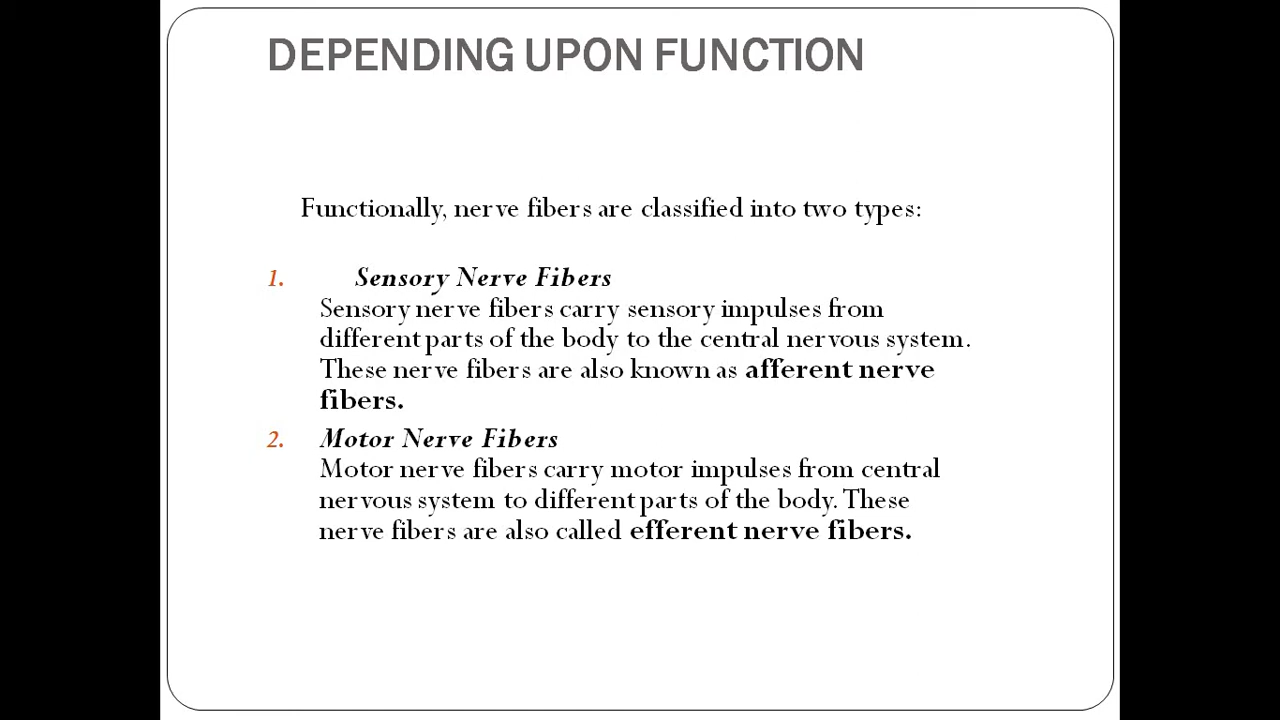 DEPENDING UPON FUNCTION
Functionally, nerve fibers are classified into two types:
1. Sensory Nerve Fibers
Sensory nerve fibers carry sensory impulses from
different parts of the body to the central nervous system.
These nerve fibers are also known as afferent nerve
fibers.
2. Motor Nerve Fibers
Motor nerve fibers carry motor impulses from central
nervous system to different parts of the body. These
nerve fibers are also called efferent nerve fibers.